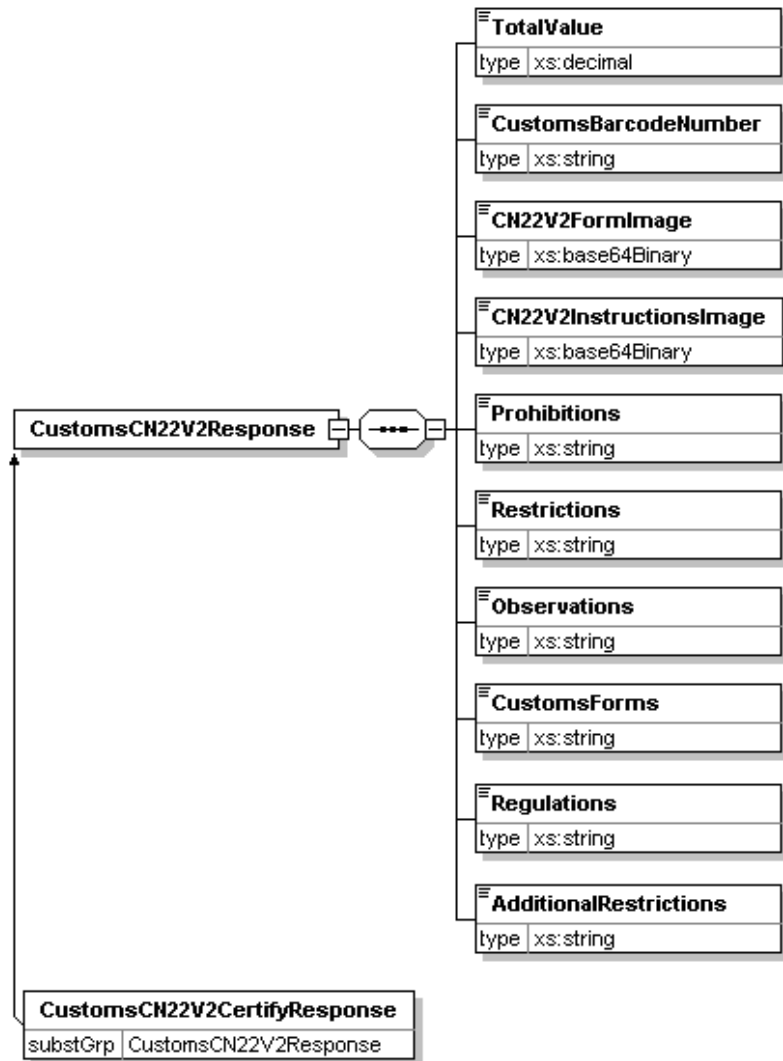 TotalValue
type xs:decimal
CustomsBarcodeNumber
type xs:string
CN22V2FormImage
type xs:base64Binary
CN22V2InstructionsImage
type xs:base64Binary
CustomsCN22V2Response
Prohibitions
type xs:string
Restrictions
type xs:string
Observations
type xs:string
CustomsForms
type xs:string
Regulations
type xs:string
AdditionalRestrictions
type xs:string
CustomsCN22V2CertifyResponse
substGrp CustomsCN22V2Response